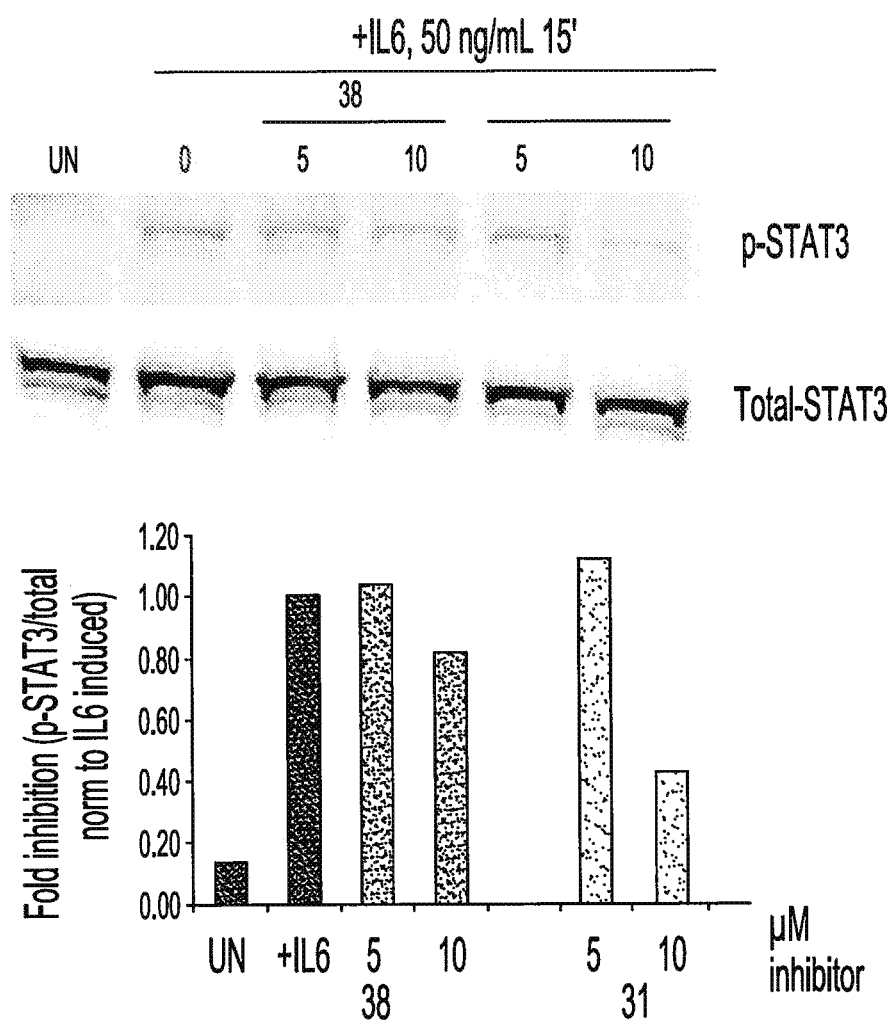 +IL6, 50 ng/mL 15'
38
UN 0 5 10 5 10
p-STAT3
Total-STAT3
Fold inhibition (p-STAT3/total
norm to IL6 induced)
1.20
1.00
0.80
0.60
0.40
0.20
0.00
UN +IL6 5 10 5 10
38 31
µM
inhibitor